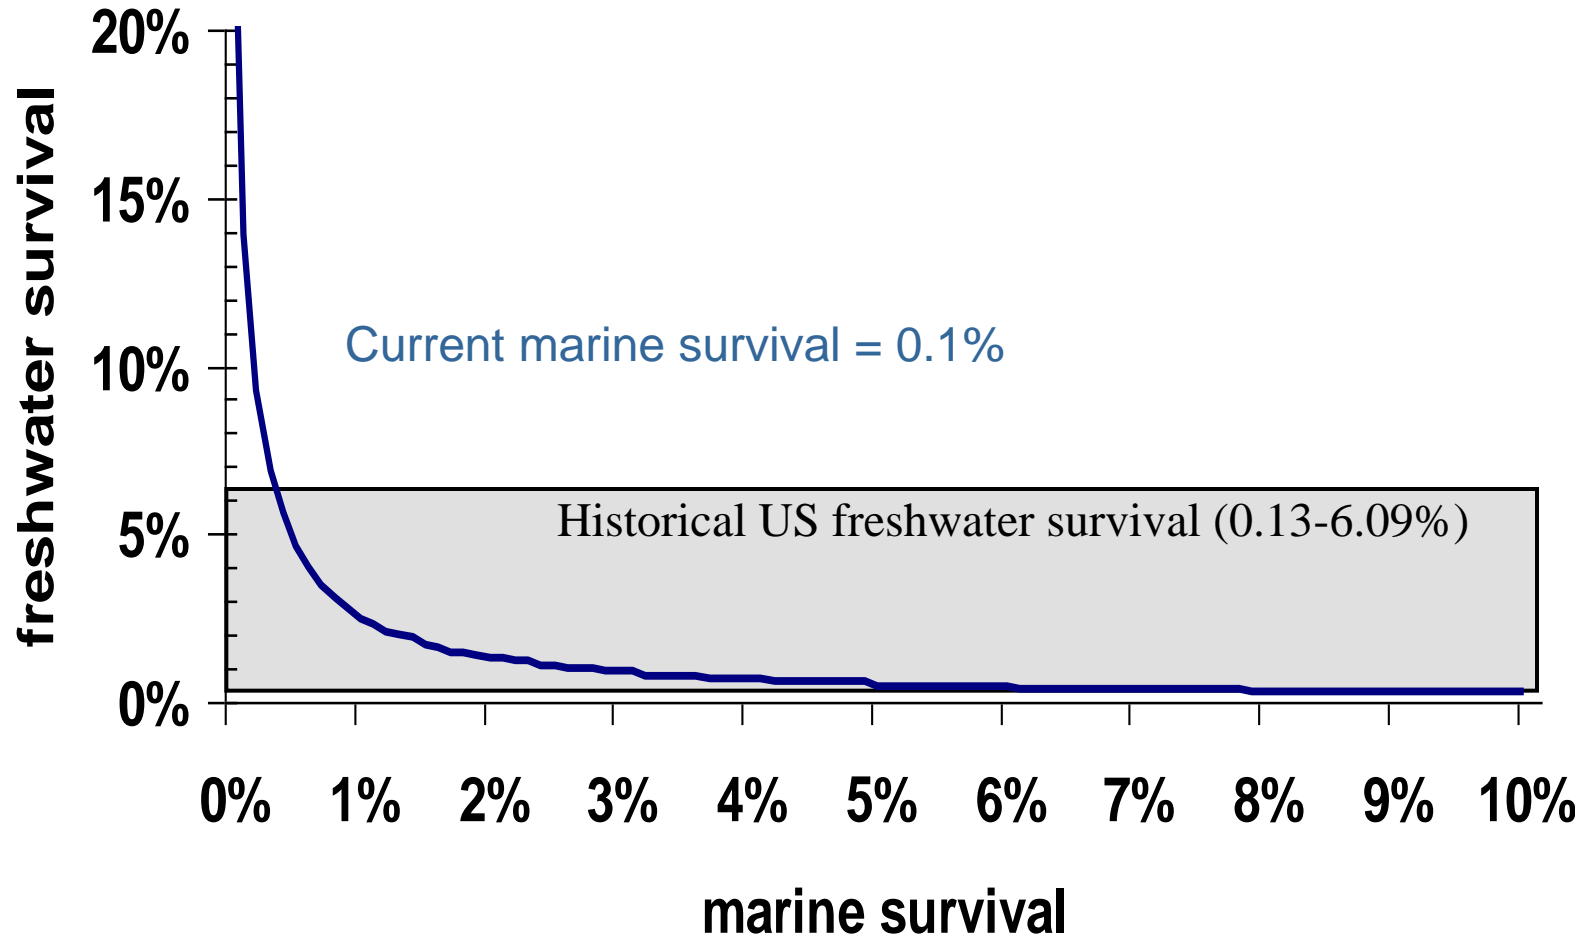 freshwater survival
20%
15%
10%
5%
0%
Current marine survival = 0.1%
Historical US freshwater survival (0.13-6.09%)
0% 1% 2% 3% 4% 5% 6% 7% 8% 9% 10%
marine survival